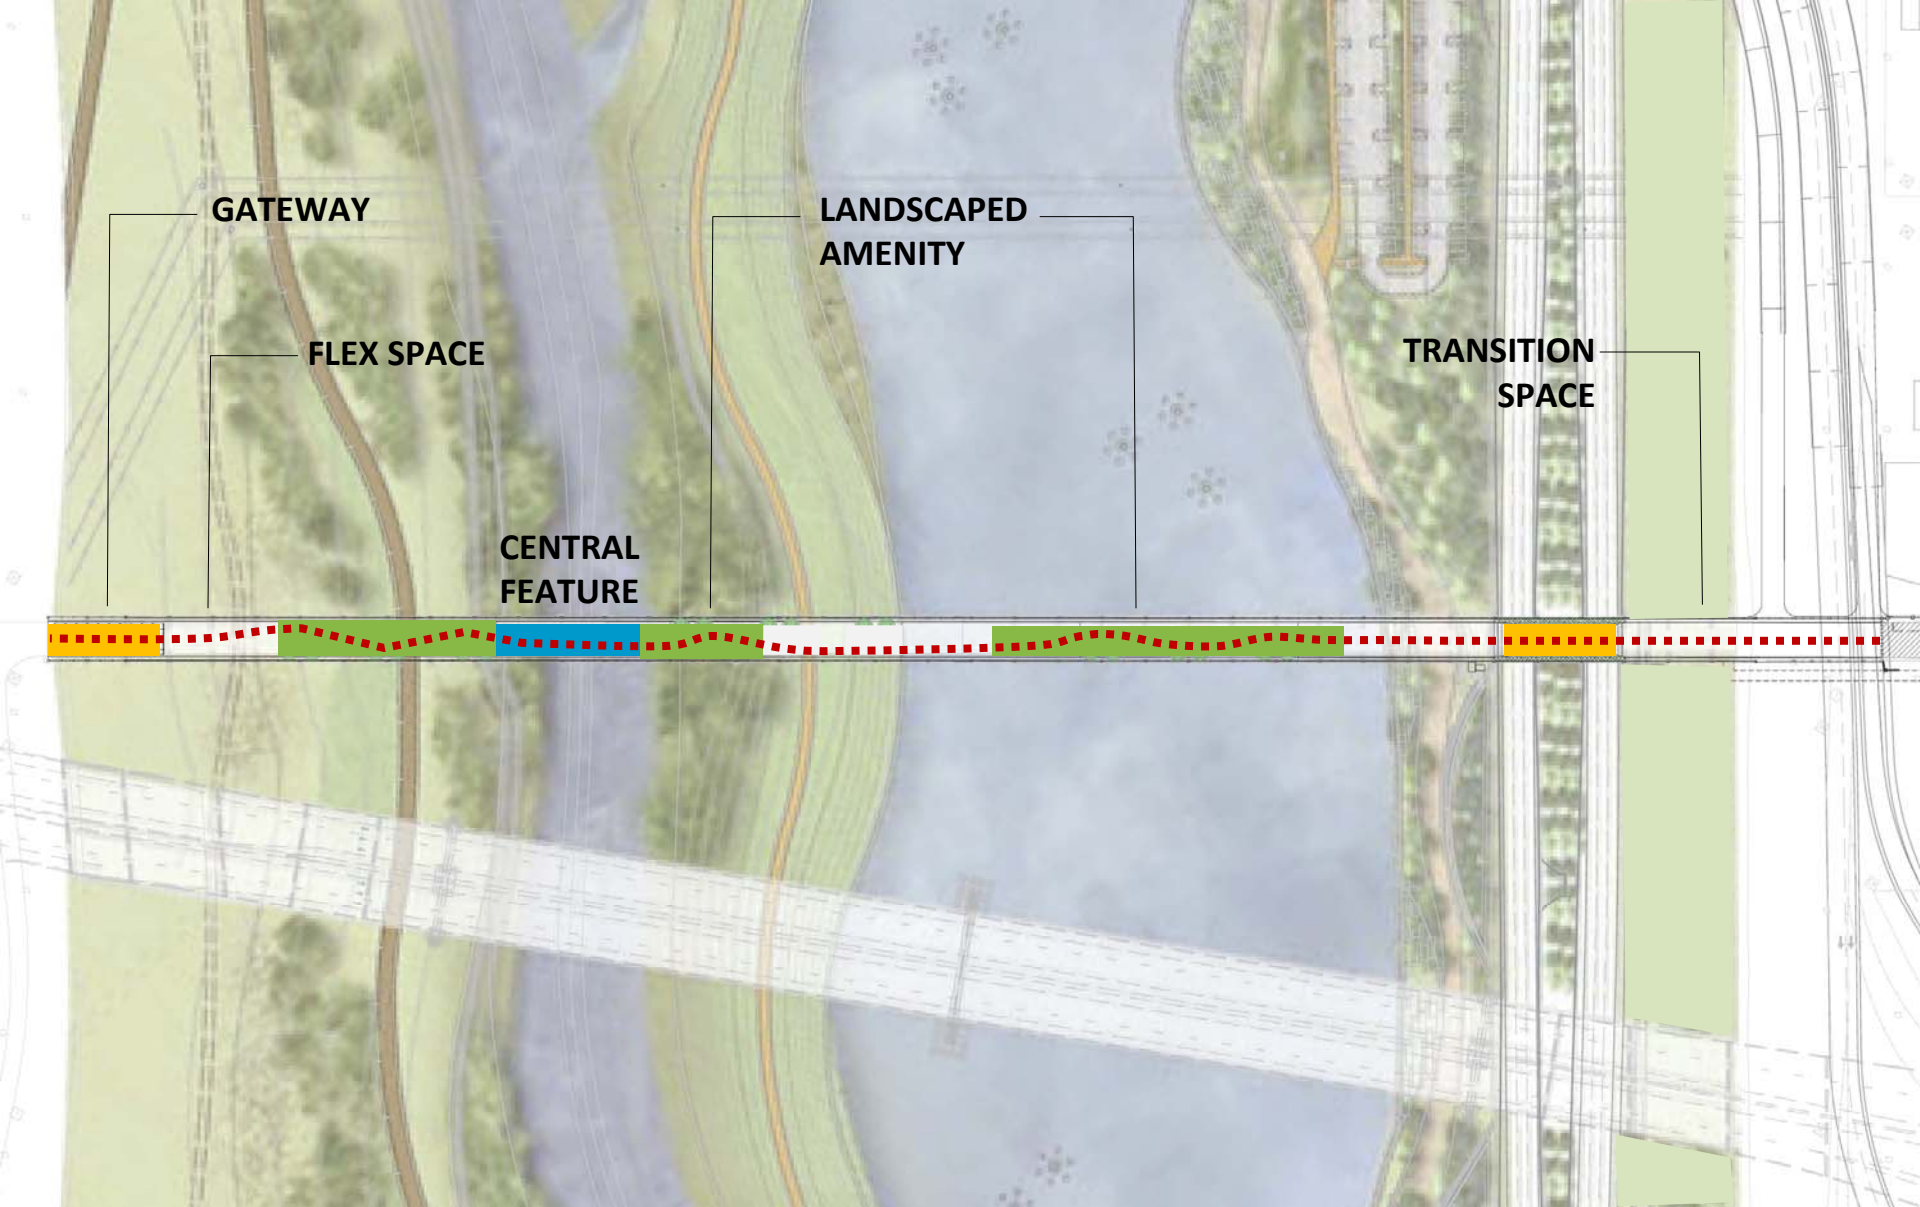 GATEWAY
LANDSCAPED
AMENITY
FLEX SPACE
TRANSITION
SPACE
CENTRAL
FEATURE